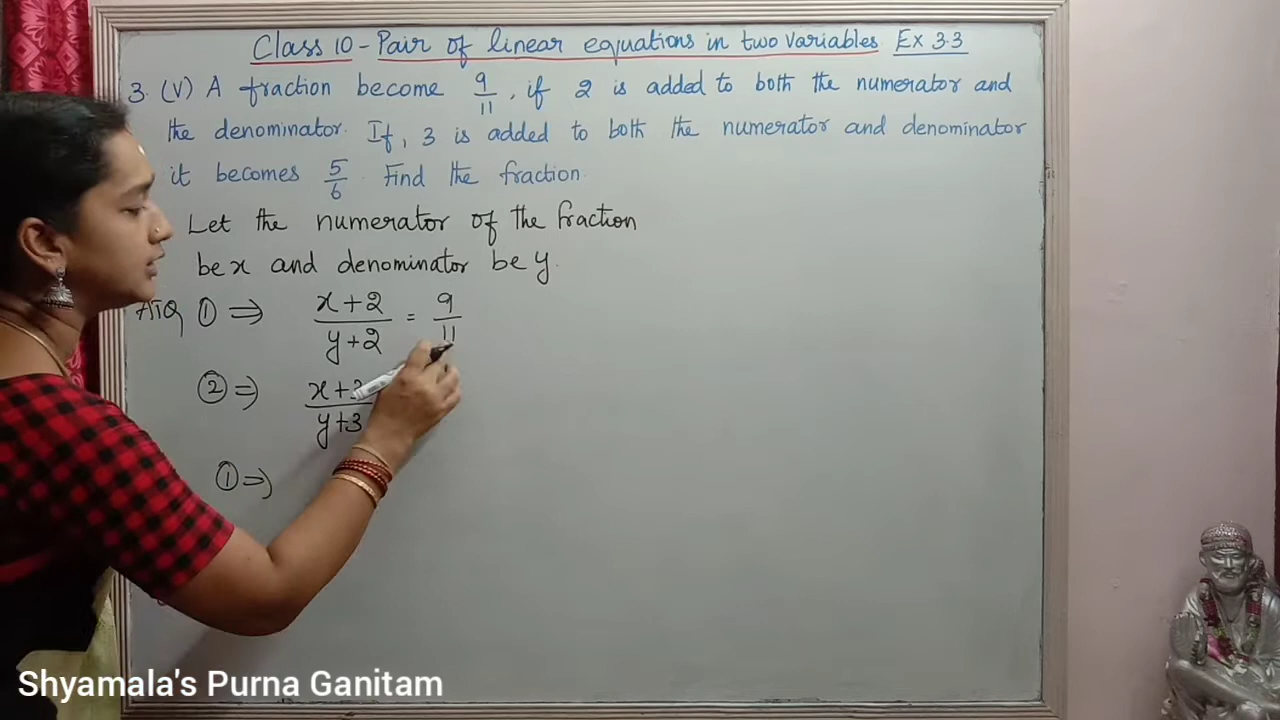 Class 10 - Pair of linear equations in two variables Ex 3.3
3. (V) A fraction become 9/11, if 2 is added to both the numerator and
the denominator. If, 3 is added to both the numerator and denominator
it becomes 5/6. Find the fraction.
Let the numerator of the fraction
be x and denominator be y.
ATQ ① ⇒ x+2/y+2 = 9/11
② ⇒ x+3/y+3
① ⇒
Shyamala's Purna Ganitam